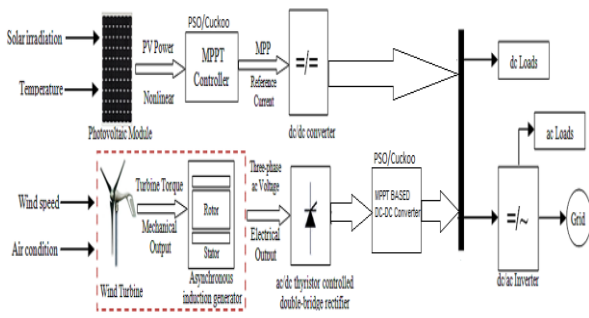 PSO/Cuckoo
Solar irradiation
Temperature
PV Power
Nonlinear
MPPT
Controller
MPP
Reference
Current
=/=
Photovoltaic Module
dc/dc converter
dc Loads
ac Loads
Wind speed
Air condition
Turbine Torque
Mechanical
Output
Wind Turbine
Rotor
Stator
Asynchronous
induction generator
Three-phase
ac Voltage
Electrical
Output
ac/dc thyristor controlled
double-bridge rectifier
PSO/Cuckoo
MPPT BASED
DC-DC Converter
=/~
dc/ac Inverter
Grid